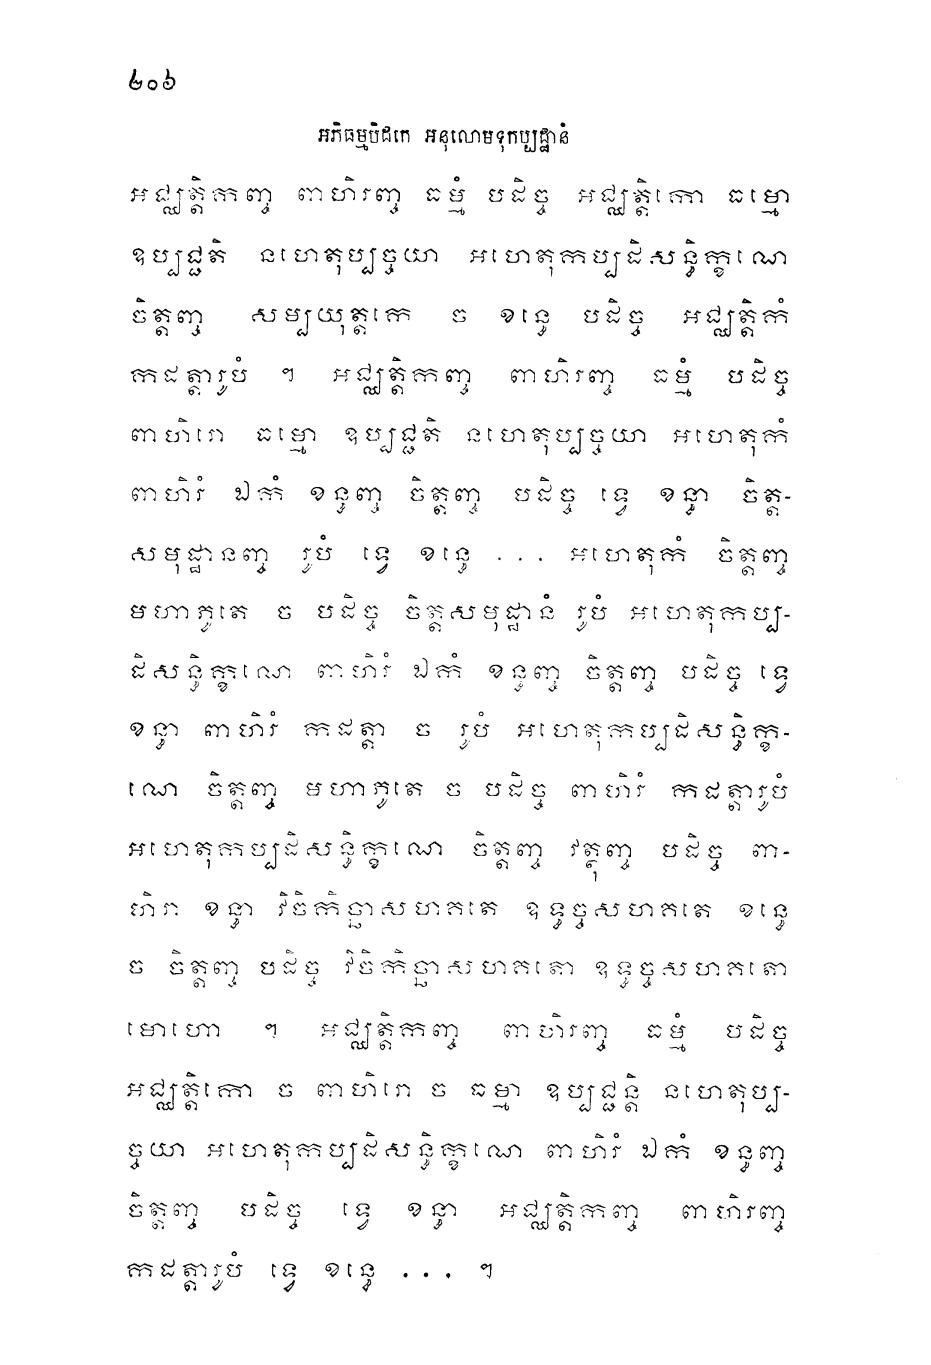 ២០៦
អភិធម្មបិដកេ អនុលោមទុកប្បដ្ឋានំ
អជ្ឈត្តិកញ្ច ពាហិរញ្ច ធម្មំ បដិច្ច អជ្ឈត្តិកោ ធម្មោ
ឧប្បជ្ជតិ នហេតុប្បច្ចយា អហេតុកប្បដិសន្ធិក្ខណេ
ចិត្តញ្ច សម្បយុត្តកេ ច ខន្ធេ បដិច្ច អជ្ឈត្តិកំ
កដត្តារូបំ ។ អជ្ឈត្តិកញ្ច ពាហិរញ្ច ធម្មំ បដិច្ច
ពាហិរោ ធម្មោ ឧប្បជ្ជតិ នហេតុប្បច្ចយា អហេតុកំ
ពាហិរំ ឯកំ ខន្ធញ្ច ចិត្តញ្ច បដិច្ច ទ្វេ ខន្ធា ចិត្ត-
សមុដ្ឋានញ្ច រូបំ ទ្វេ ខន្ធេ ... អហេតុកំ ចិត្តញ្ច
មហាភូតេ ច បដិច្ច ចិត្តសមុដ្ឋានំ រូបំ អហេតុកប្ប-
ដិសន្ធិក្ខណេ ពាហិរំ ឯកំ ខន្ធញ្ច ចិត្តញ្ច បដិច្ច ទ្វេ
ខន្ធា ពាហិរំ កដត្តា ច រូបំ អហេតុកប្បដិសន្ធិក្ខ-
ណេ ចិត្តញ្ច មហាភូតេ ច បដិច្ច ពាហិរំ កដត្តារូបំ
អហេតុកប្បដិសន្ធិក្ខណេ ចិត្តញ្ច វត្ថុញ្ច បដិច្ច ពា-
ហិរា ខន្ធា វិចិកិច្ឆាសហគតេ ឧទ្ធច្ចសហគតេ ខន្ធេ
ច ចិត្តញ្ច បដិច្ច វិចិកិច្ឆាសហគតោ ឧទ្ធច្ចសហគតោ
មោហោ ។ អជ្ឈត្តិកញ្ច ពាហិរញ្ច ធម្មំ បដិច្ច
អជ្ឈត្តិកោ ច ពាហិរោ ច ធម្មា ឧប្បជ្ជន្តិ នហេតុប្ប-
ច្ចយា អហេតុកប្បដិសន្ធិក្ខណេ ពាហិរំ ឯកំ ខន្ធញ្ច
ចិត្តញ្ច បដិច្ច ទ្វេ ខន្ធា អជ្ឈត្តិកញ្ច ពាហិរញ្ច
កដត្តារូបំ ទ្វេ ខន្ធេ ... ។